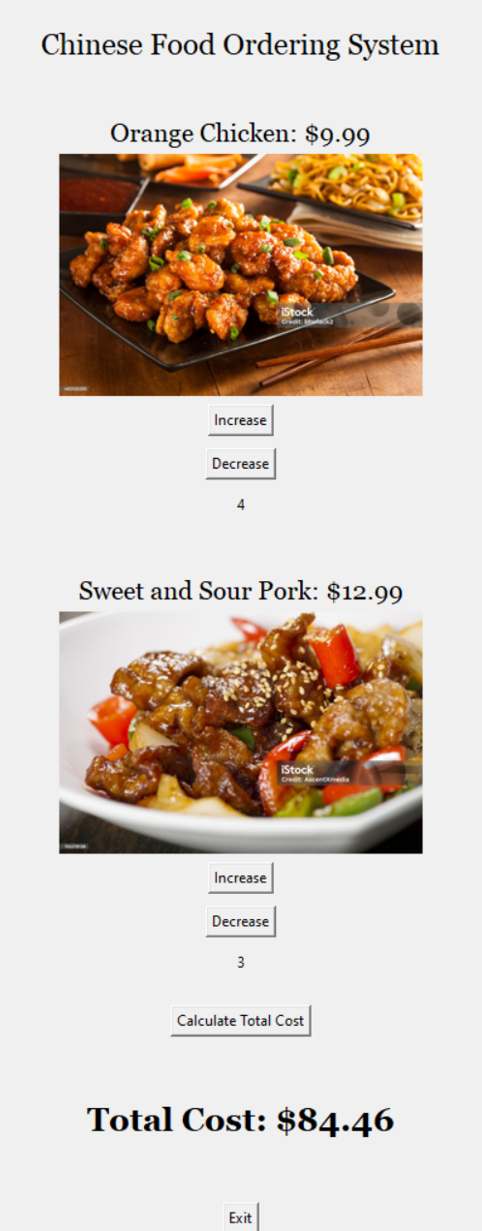 Chinese Food Ordering System
Orange Chicken: $9.99
iStock
Credit: bhofack2
Increase
Decrease
4
Sweet and Sour Pork: $12.99
iStock
Credit: AscentXmedia
Increase
Decrease
3
Calculate Total Cost
Total Cost: $84.46
Exit